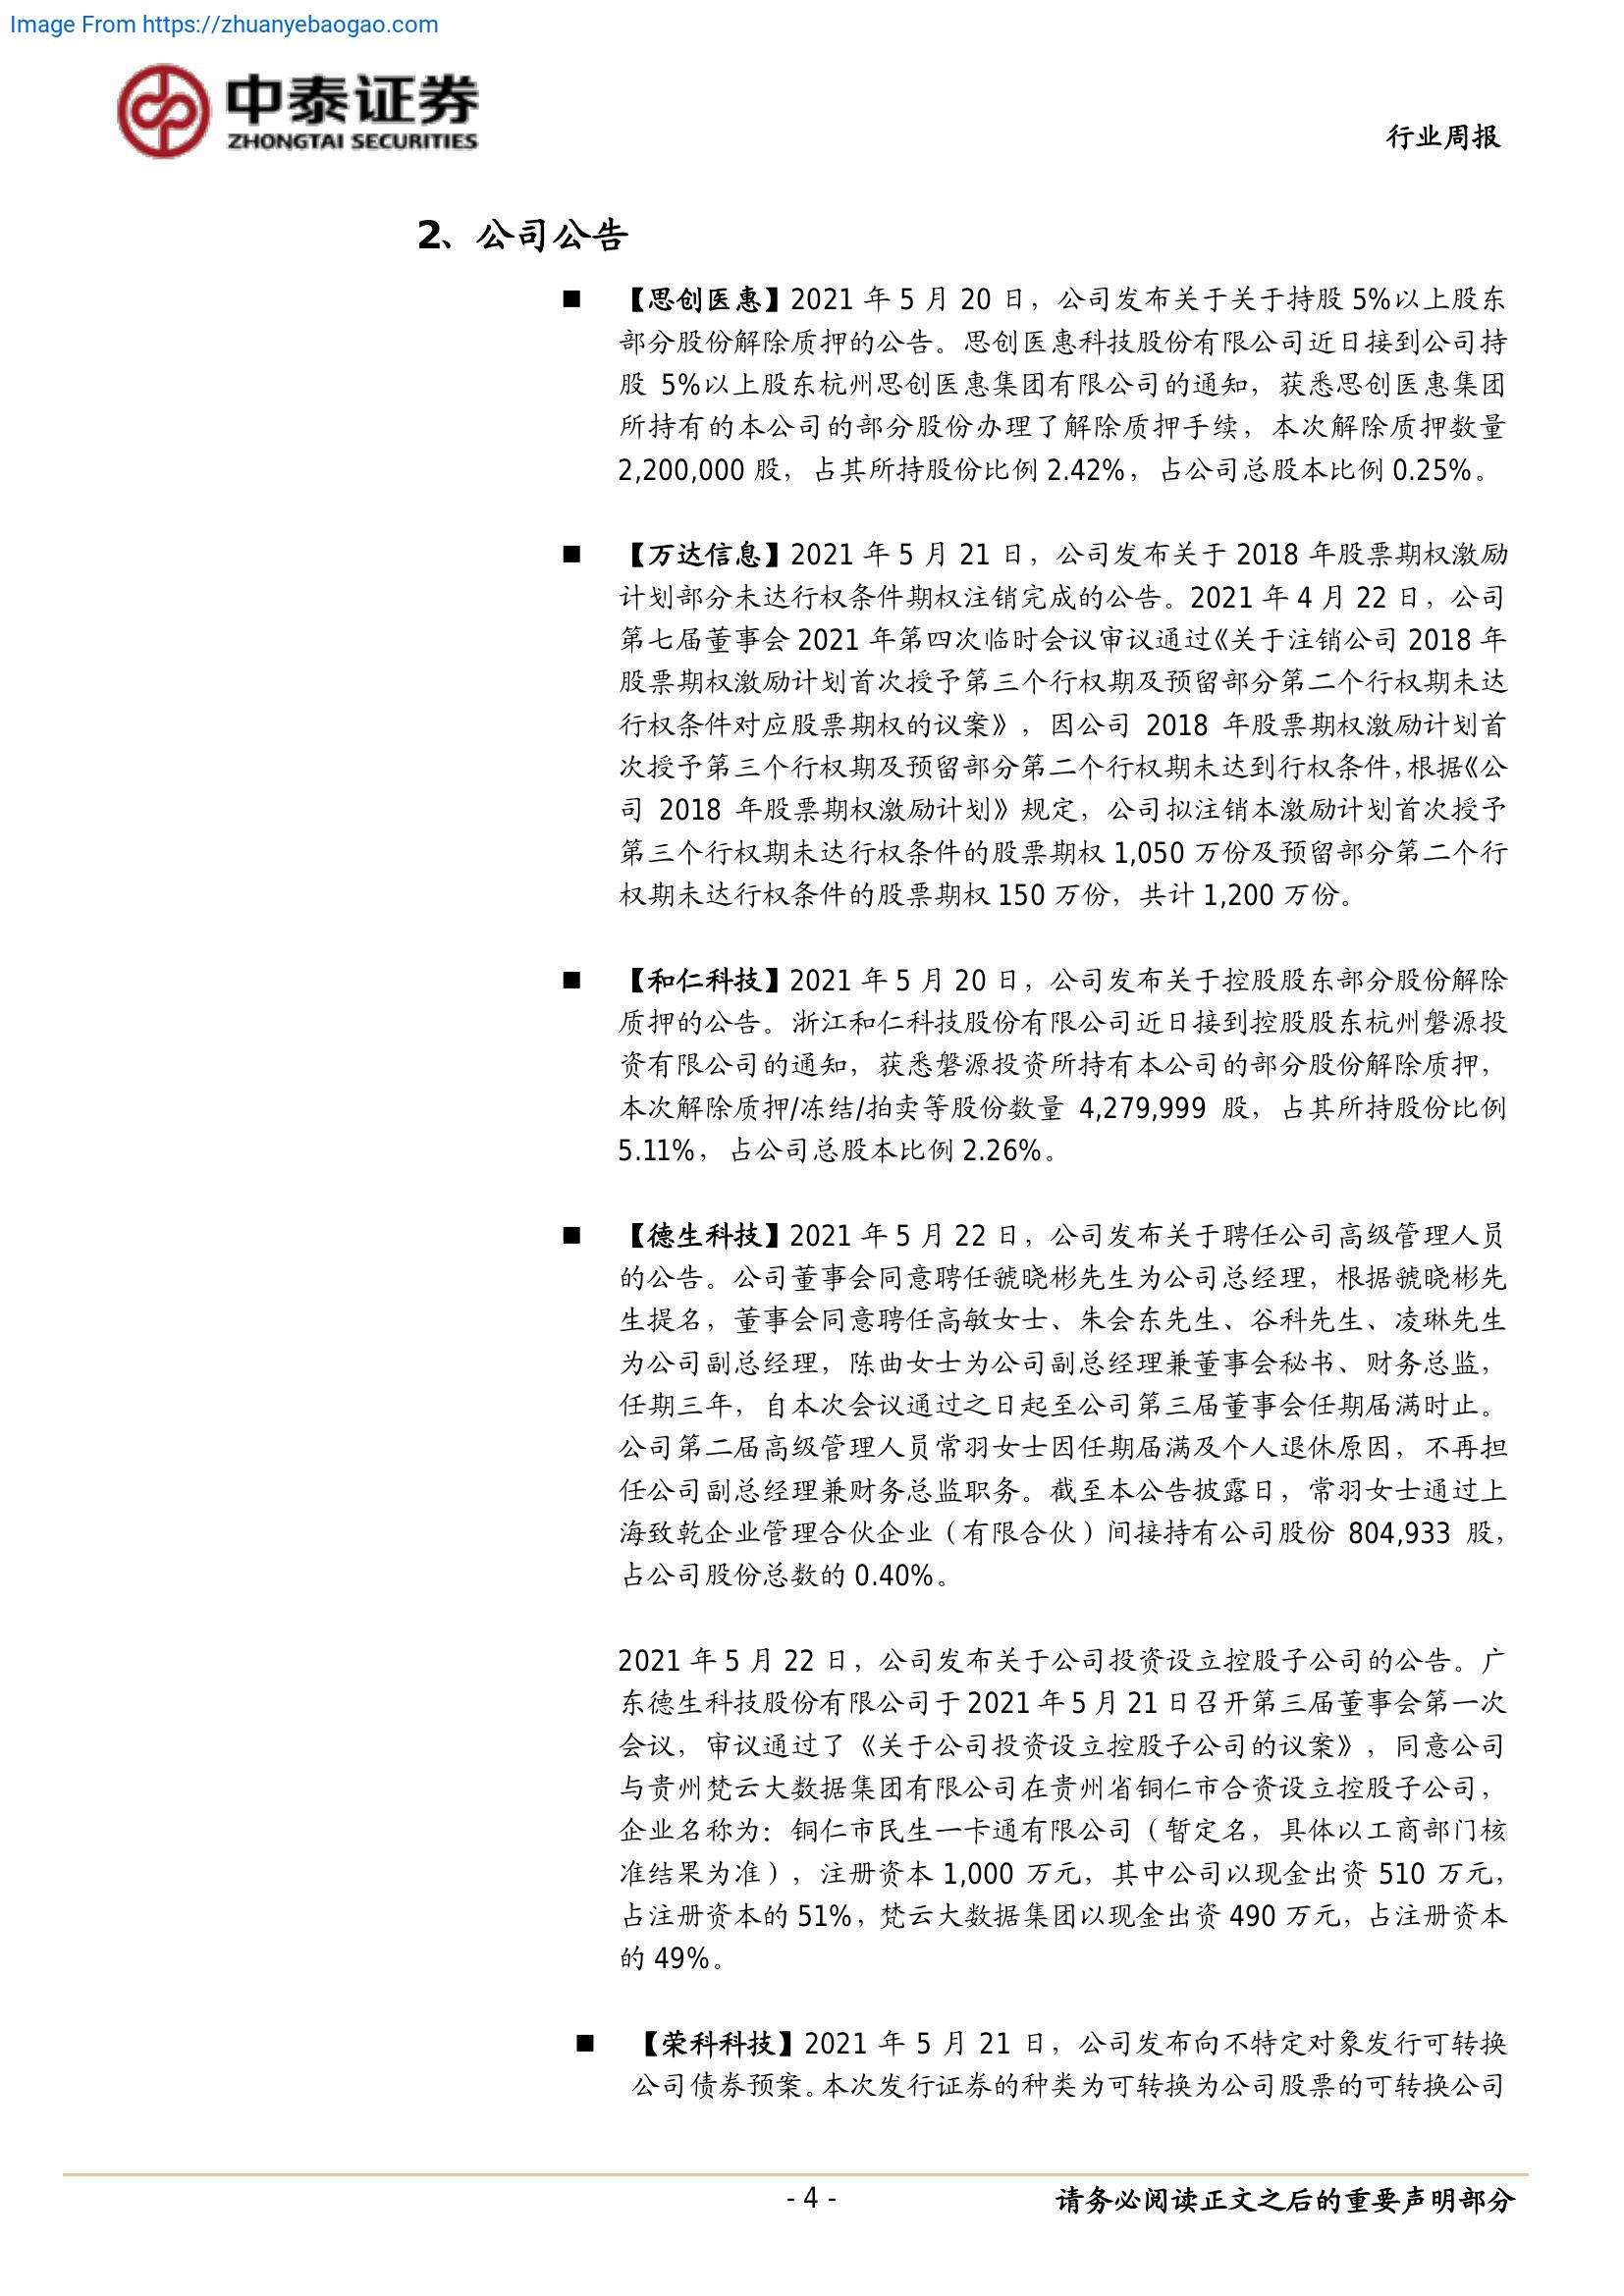 Image From https://zhuanyebaogao.com
中泰证券
ZHONGTAI SECURITIES
行业周报
2、公司公告
■ 【思创医惠】2021 年 5 月 20 日，公司发布关于关于持股 5%以上股东
部分股份解除质押的公告。思创医惠科技股份有限公司近日接到公司持
股 5%以上股东杭州思创医惠集团有限公司的通知，获悉思创医惠集团
所持有的本公司的部分股份办理了解除质押手续，本次解除质押数量
2,200,000 股，占其所持股份比例 2.42%，占公司总股本比例 0.25%。
■ 【万达信息】2021 年 5 月 21 日，公司发布关于 2018 年股票期权激励
计划部分未达行权条件期权注销完成的公告。2021 年 4 月 22 日，公司
第七届董事会 2021 年第四次临时会议审议通过《关于注销公司 2018 年
股票期权激励计划首次授予第三个行权期及预留部分第二个行权期未达
行权条件对应股票期权的议案》，因公司 2018 年股票期权激励计划首
次授予第三个行权期及预留部分第二个行权期未达到行权条件，根据《公
司 2018 年股票期权激励计划》规定，公司拟注销本激励计划首次授予
第三个行权期未达行权条件的股票期权 1,050 万份及预留部分第二个行
权期未达行权条件的股票期权 150 万份，共计 1,200 万份。
■ 【和仁科技】2021 年 5 月 20 日，公司发布关于控股股东部分股份解除
质押的公告。浙江和仁科技股份有限公司近日接到控股股东杭州磐源投
资有限公司的通知，获悉磐源投资所持有本公司的部分股份解除质押，
本次解除质押/冻结/拍卖等股份数量 4,279,999 股，占其所持股份比例
5.11%，占公司总股本比例 2.26%。
■ 【德生科技】2021 年 5 月 22 日，公司发布关于聘任公司高级管理人员
的公告。公司董事会同意聘任虢晓彬先生为公司总经理，根据虢晓彬先
生提名，董事会同意聘任高敏女士、朱会东先生、谷科先生、凌琳先生
为公司副总经理，陈曲女士为公司副总经理兼董事会秘书、财务总监，
任期三年，自本次会议通过之日起至公司第三届董事会任期届满时止。
公司第二届高级管理人员常羽女士因任期届满及个人退休原因，不再担
任公司副总经理兼财务总监职务。截至本公告披露日，常羽女士通过上
海致乾企业管理合伙企业（有限合伙）间接持有公司股份 804,933 股，
占公司股份总数的 0.40%。
2021 年 5 月 22 日，公司发布关于公司投资设立控股子公司的公告。广
东德生科技股份有限公司于 2021 年 5 月 21 日召开第三届董事会第一次
会议，审议通过了《关于公司投资设立控股子公司的议案》，同意公司
与贵州梵云大数据集团有限公司在贵州省铜仁市合资设立控股子公司，
企业名称为：铜仁市民生一卡通有限公司（暂定名，具体以工商部门核
准结果为准），注册资本 1,000 万元，其中公司以现金出资 510 万元，
占注册资本的 51%，梵云大数据集团以现金出资 490 万元，占注册资本
的 49%。
■ 【荣科科技】2021 年 5 月 21 日，公司发布向不特定对象发行可转换
公司债券预案。本次发行证券的种类为可转换为公司股票的可转换公司
- 4 -
请务必阅读正文之后的重要声明部分